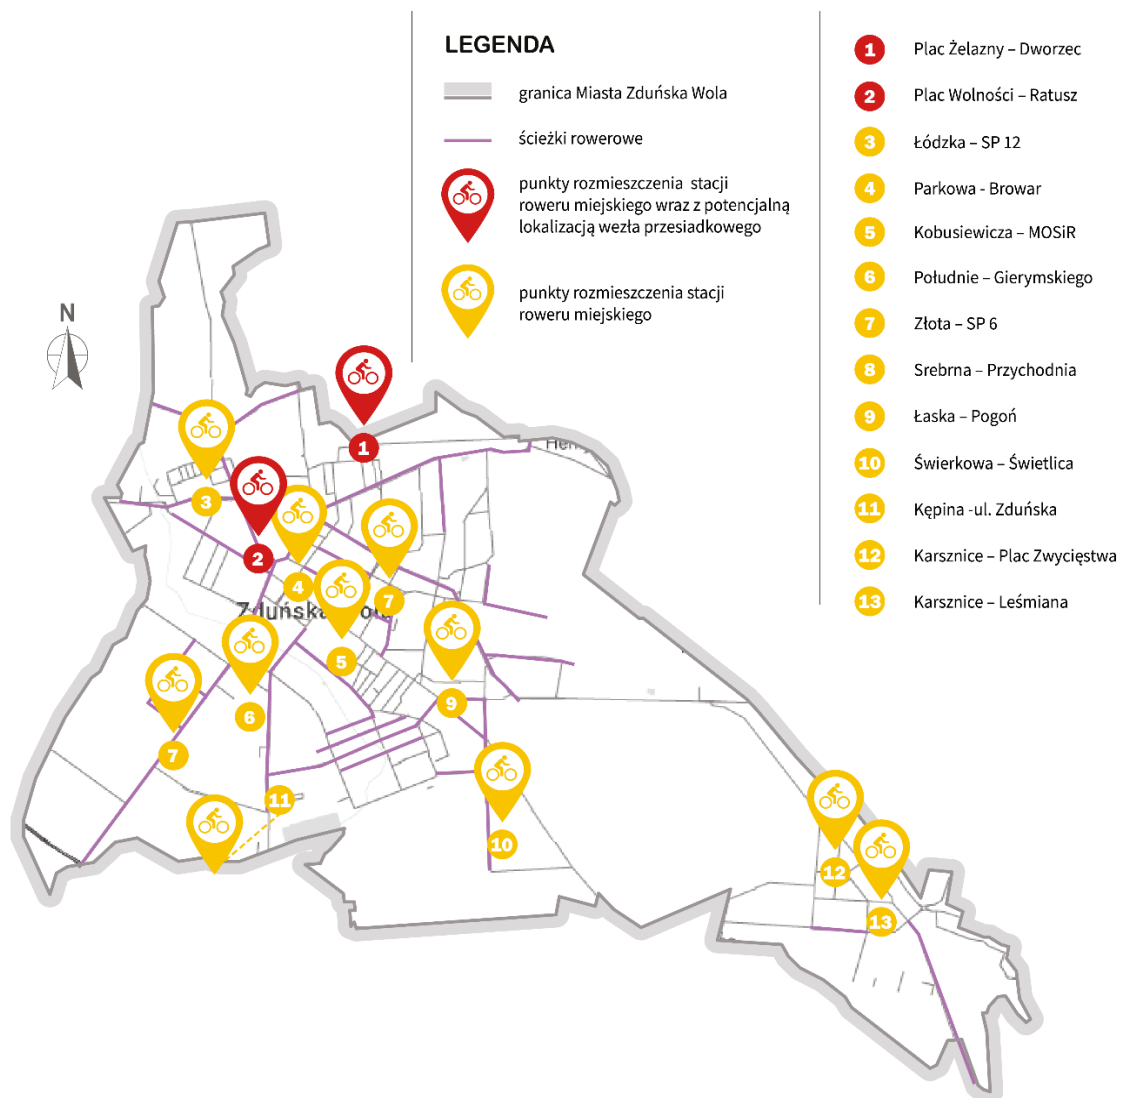 LEGENDA
granica Miasta Zduńska Wola
ścieżki rowerowe
punkty rozmieszczenia stacji
roweru miejskiego wraz z potencjalną
lokalizacją wezła przesiadkowego
punkty rozmieszczenia stacji
roweru miejskiego
1 Plac Żelazny – Dworzec
2 Plac Wolności – Ratusz
3 Łódzka – SP 12
4 Parkowa - Browar
5 Kobusiewicza – MOSiR
6 Południe – Gierymskiego
7 Złota – SP 6
8 Srebrna – Przychodnia
9 Łaska – Pogoń
10 Świerkowa – Świetlica
11 Kępina -ul. Zduńska
12 Karsznice – Plac Zwycięstwa
13 Karsznice – Leśmiana
N
1
3
2
4
7
Zduńska
5
9
6
7
11
10
12
13